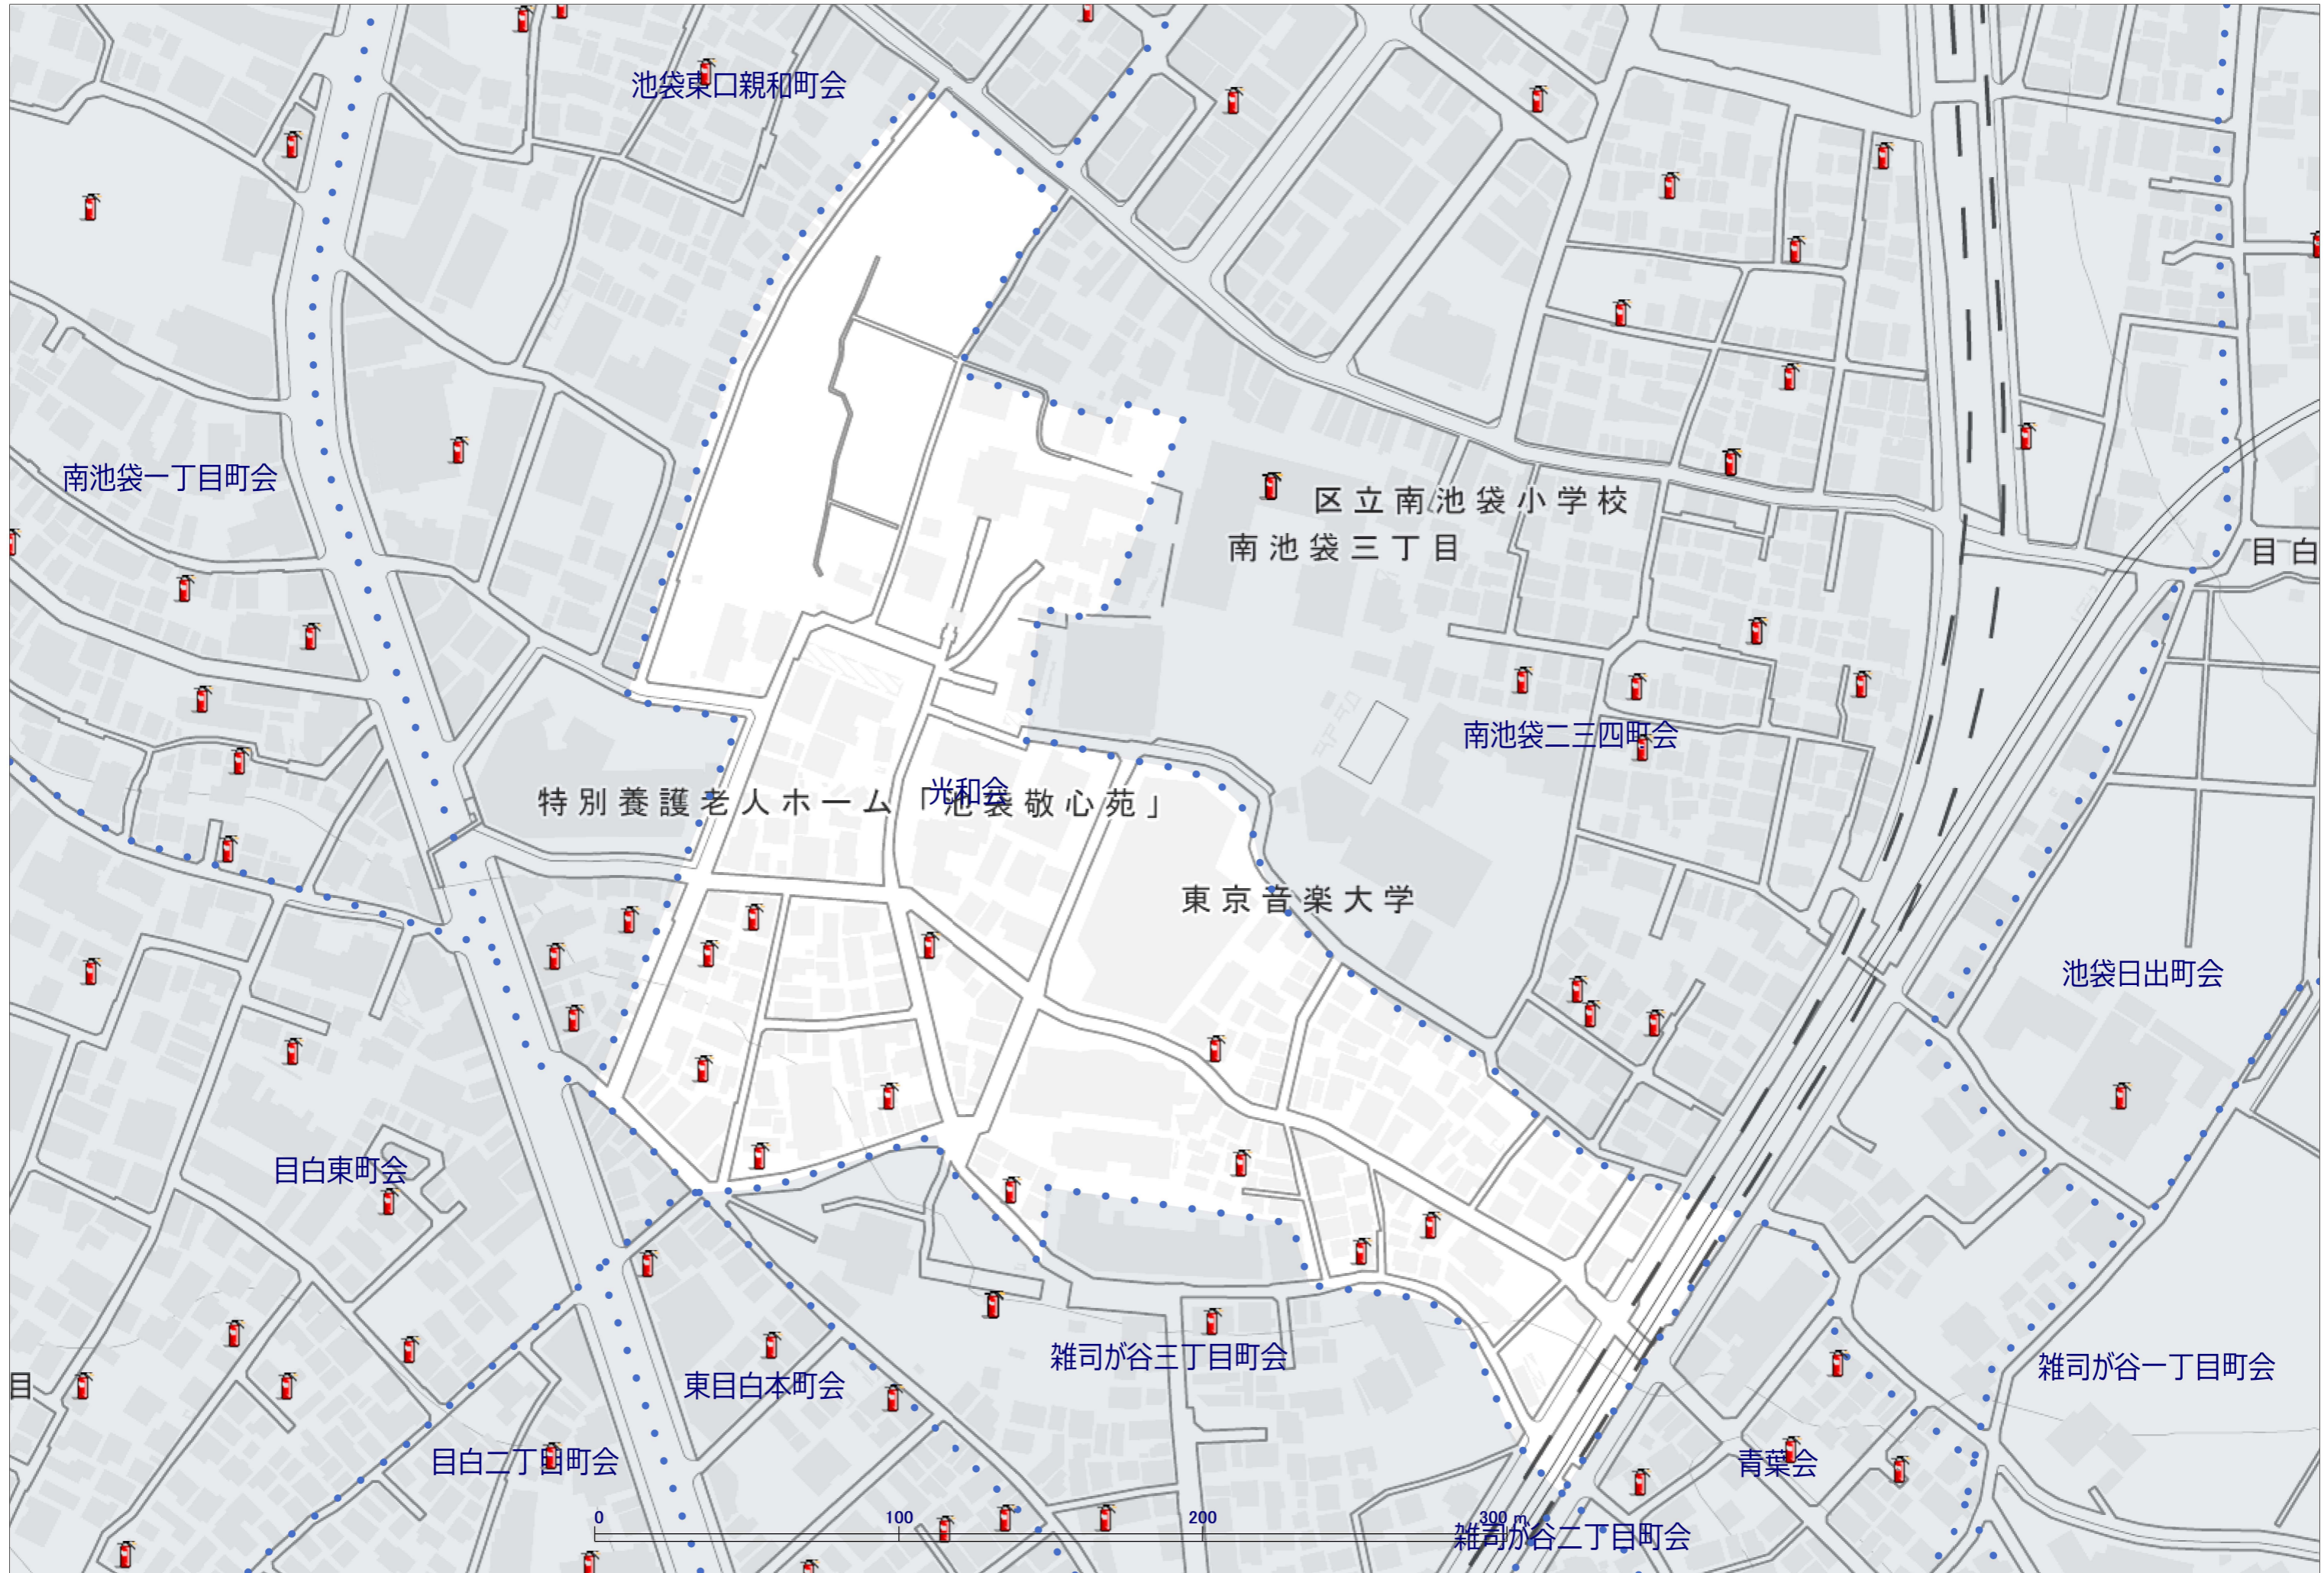 池袋東口親和町会
南池袋一丁目町会
区立南池袋小学校
南池袋三丁目
目白
南池袋二三四町会
特別養護老人ホーム「池袋敬心苑」
光和会
東京音楽大学
池袋日出町会
目白東町会
雑司が谷三丁目町会
雑司が谷一丁目町会
目
東目白本町会
目白二丁目町会
青葉会
0 100 200 300 m
雑司が谷二丁目町会